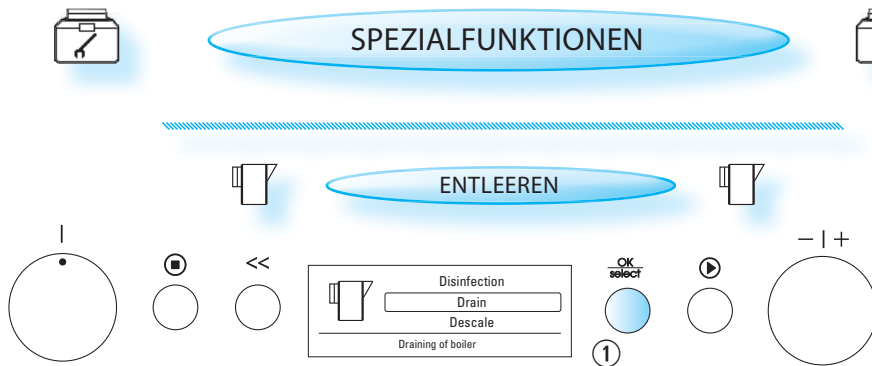 SPEZIALFUNKTIONEN
ENTLEEREN
I
− | +
<<
OK
select
Disinfection
Drain
Descale
Draining of boiler
1